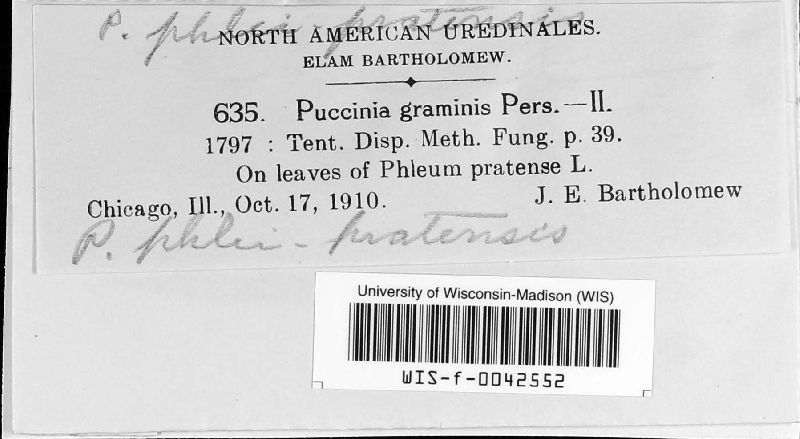 P. phlei-pratensis
NORTH AMERICAN UREDINALES.
ELAM BARTHOLOMEW.
635. Puccinia graminis Pers.—II.
1797 : Tent. Disp. Meth. Fung. p. 39.
On leaves of Phleum pratense L.
Chicago, Ill., Oct. 17, 1910. J. E. Bartholomew
P. phlei-pratensis
University of Wisconsin-Madison (WIS)
WIS-f-0042552